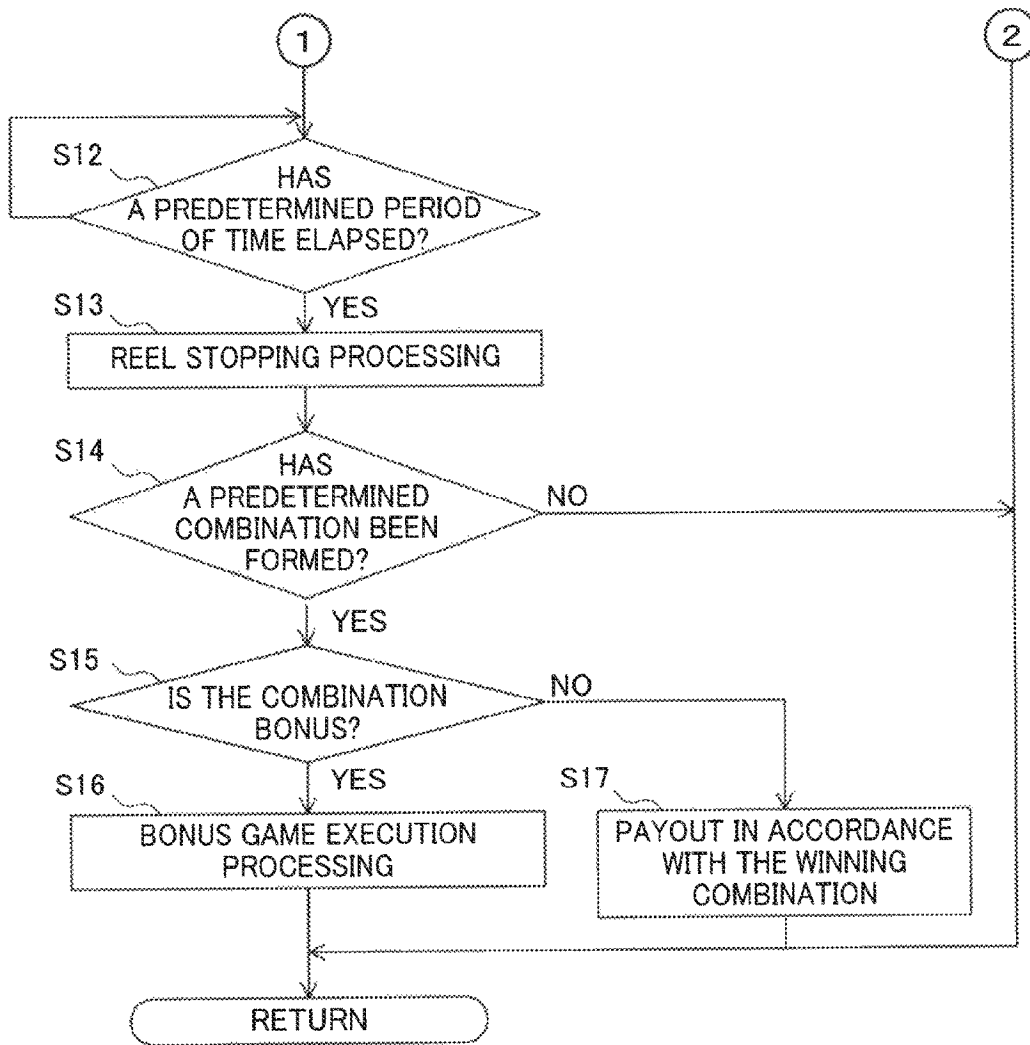 1
2
S12
HAS
A PREDETERMINED PERIOD
OF TIME ELAPSED?
YES
S13
REEL STOPPING PROCESSING
S14
HAS
A PREDETERMINED
COMBINATION BEEN
FORMED?
NO
YES
S15
IS THE COMBINATION
BONUS?
NO
YES
S16
BONUS GAME EXECUTION
PROCESSING
S17
PAYOUT IN ACCORDANCE
WITH THE WINNING
COMBINATION
RETURN